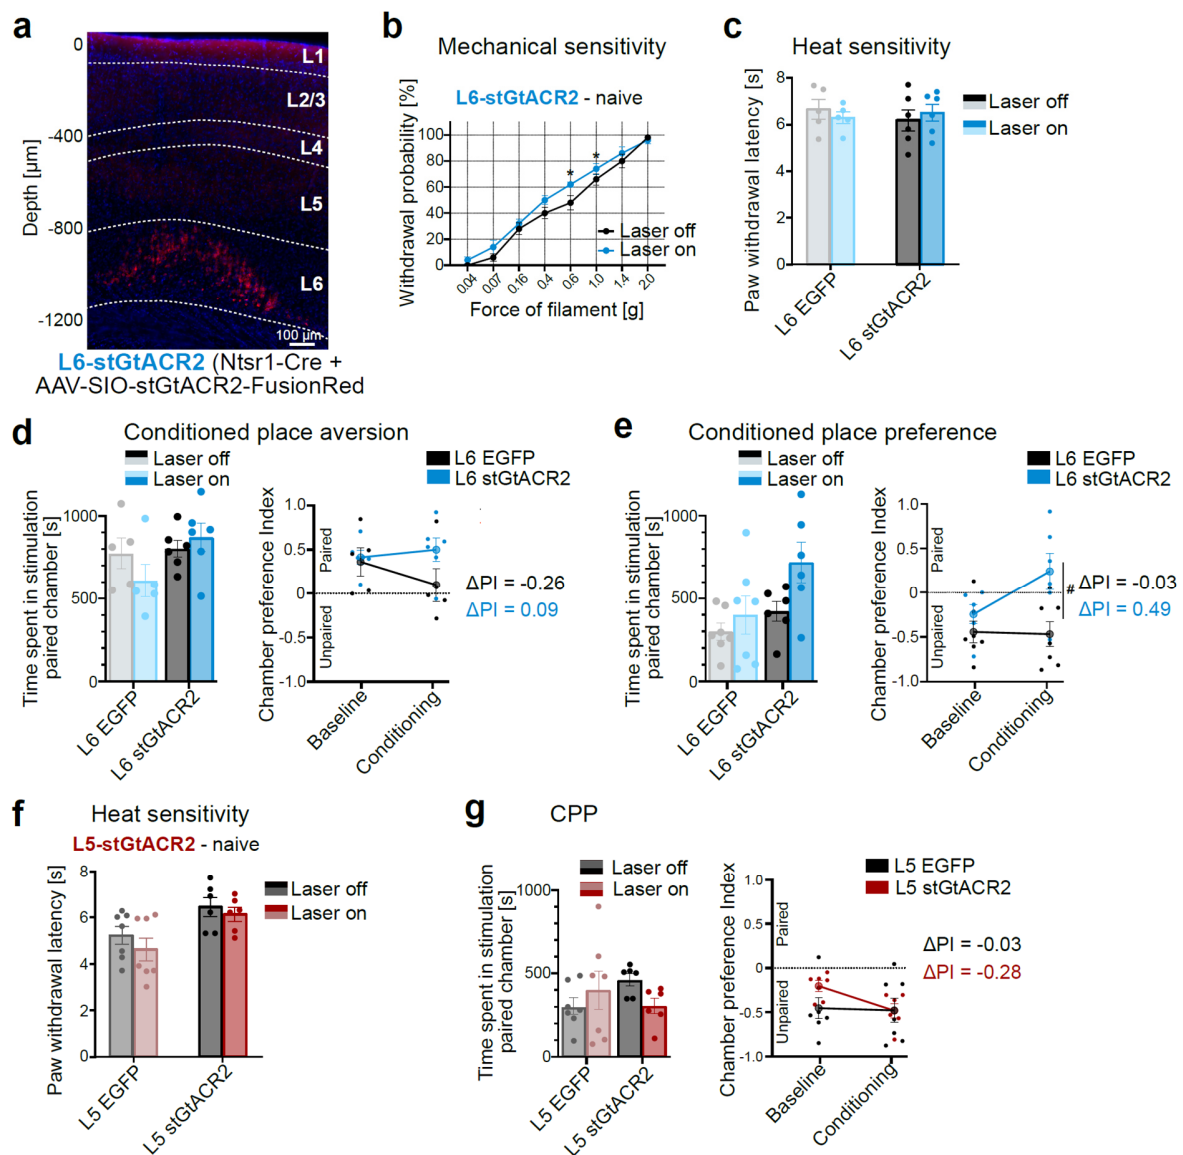 a
0
-400
-800
-1200
Depth [µm]
L1
L2/3
L4
L5
L6
100 µm
L6-stGtACR2 (Ntsr1-Cre +
AAV-SIO-stGtACR2-FusionRed
b
Mechanical sensitivity
L6-stGtACR2 - naive
Withdrawal probability [%]
100
80
60
40
20
0
*
*
Laser off
Laser on
0.04 0.07 0.16 0.4 0.6 1.0 1.4 2.0
Force of filament [g]
c
Heat sensitivity
Paw withdrawal latency [s]
8
6
4
2
0
Laser off
Laser on
L6 EGFP
L6 stGtACR2
d
Conditioned place aversion
Laser off
Laser on
L6 EGFP
L6 stGtACR2
Time spent in stimulation
paired chamber [s]
1000
500
0
L6 EGFP
L6 stGtACR2
Chamber preference Index
1.0
0.5
0
-0.5
-1.0
Paired
Unpaired
ΔPI = -0.26
ΔPI = 0.09
Baseline
Conditioning
e
Conditioned place preference
Laser off
Laser on
L6 EGFP
L6 stGtACR2
Time spent in stimulation
paired chamber [s]
1000
500
0
L6 EGFP
L6 stGtACR2
Chamber preference Index
1.0
0.5
0
-0.5
-1.0
Paired
Unpaired
#
ΔPI = -0.03
ΔPI = 0.49
Baseline
Conditioning
f
Heat sensitivity
L5-stGtACR2 - naive
Paw withdrawal latency [s]
8
6
4
2
0
Laser off
Laser on
L5 EGFP
L5 stGtACR2
g
CPP
Laser off
Laser on
Time spent in stimulation
paired chamber [s]
1000
500
0
L5 EGFP
L5 stGtACR2
L5 EGFP
L5 stGtACR2
Chamber preference Index
1.0
0.5
0
-0.5
-1.0
Paired
Unpaired
ΔPI = -0.03
ΔPI = -0.28
Baseline
Conditioning